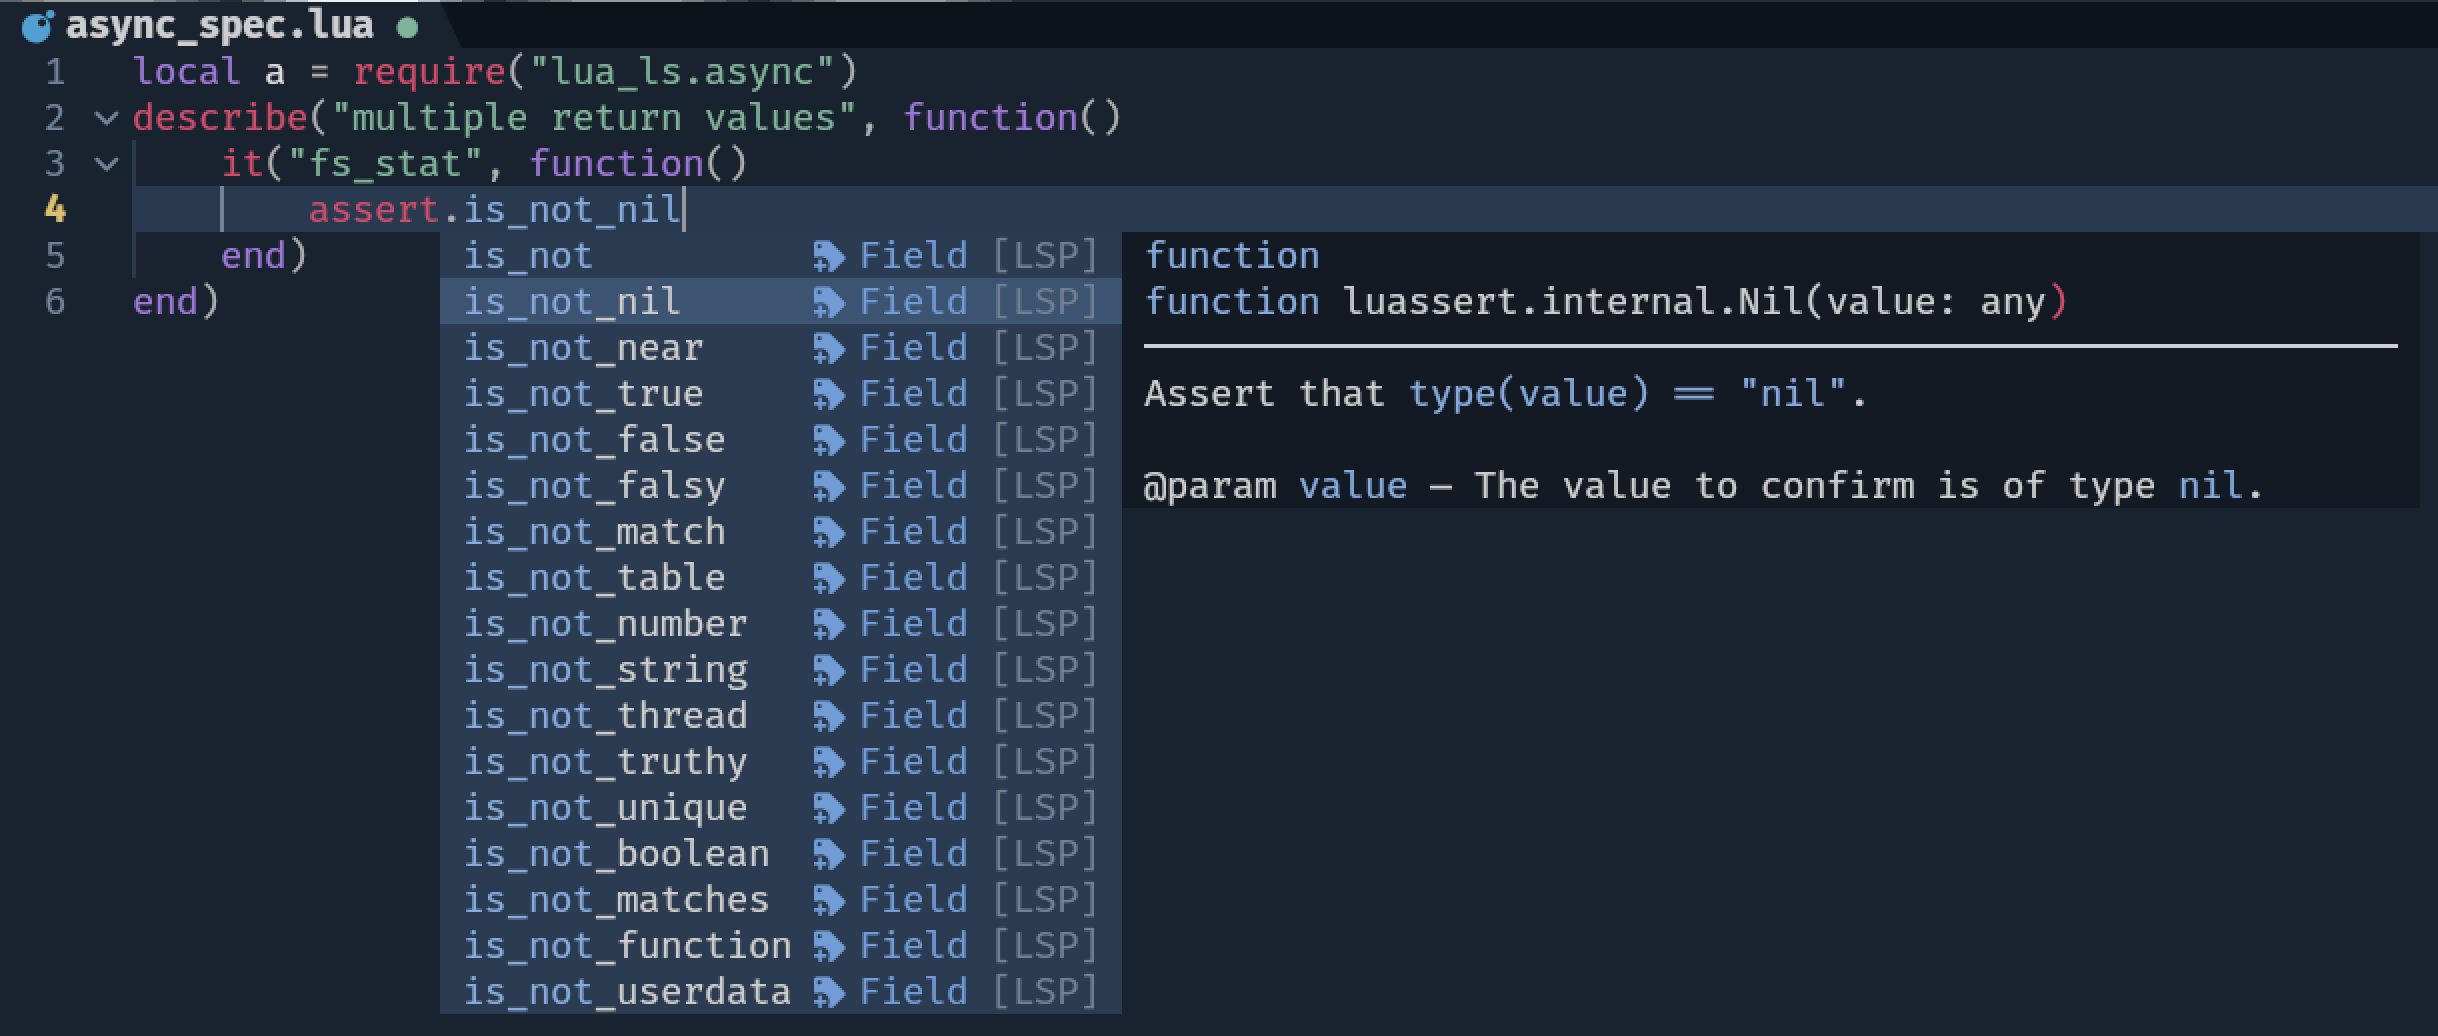 async_spec.lua
1 local a = require("lua_ls.async")
2 describe("multiple return values", function()
3 it("fs_stat", function()
4 assert.is_not_nil
5 end)
6 end)
is_not Field [LSP]
is_not_nil Field [LSP]
is_not_near Field [LSP]
is_not_true Field [LSP]
is_not_false Field [LSP]
is_not_falsy Field [LSP]
is_not_match Field [LSP]
is_not_table Field [LSP]
is_not_number Field [LSP]
is_not_string Field [LSP]
is_not_thread Field [LSP]
is_not_truthy Field [LSP]
is_not_unique Field [LSP]
is_not_boolean Field [LSP]
is_not_matches Field [LSP]
is_not_function Field [LSP]
is_not_userdata Field [LSP]
function
function luassert.internal.Nil(value: any)
Assert that type(value) == "nil".
@param value — The value to confirm is of type nil.